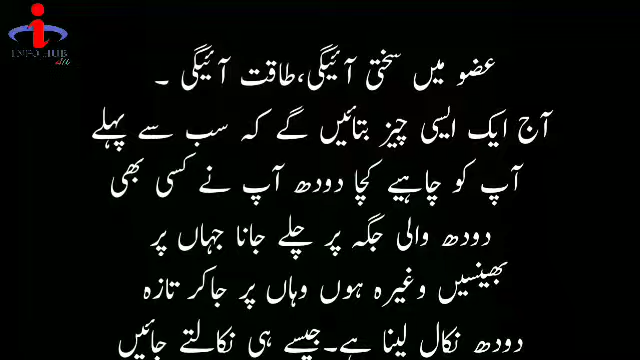 INFO HUB
عضو میں سختی آئیگی،طاقت آئیگی ۔
آج ایک ایسی چیز بتائیں گے کہ سب سے پہلے
آپ کو چاہیے کچا دودھ آپ نے کسی بھی
دودھ والی جگہ پر چلے جانا جہاں پر
بھینسیں وغیرہ ہوں وہاں پر جاکر تازہ
دودھ نکال لینا ہے۔جیسے ہی نکالتے جائیں